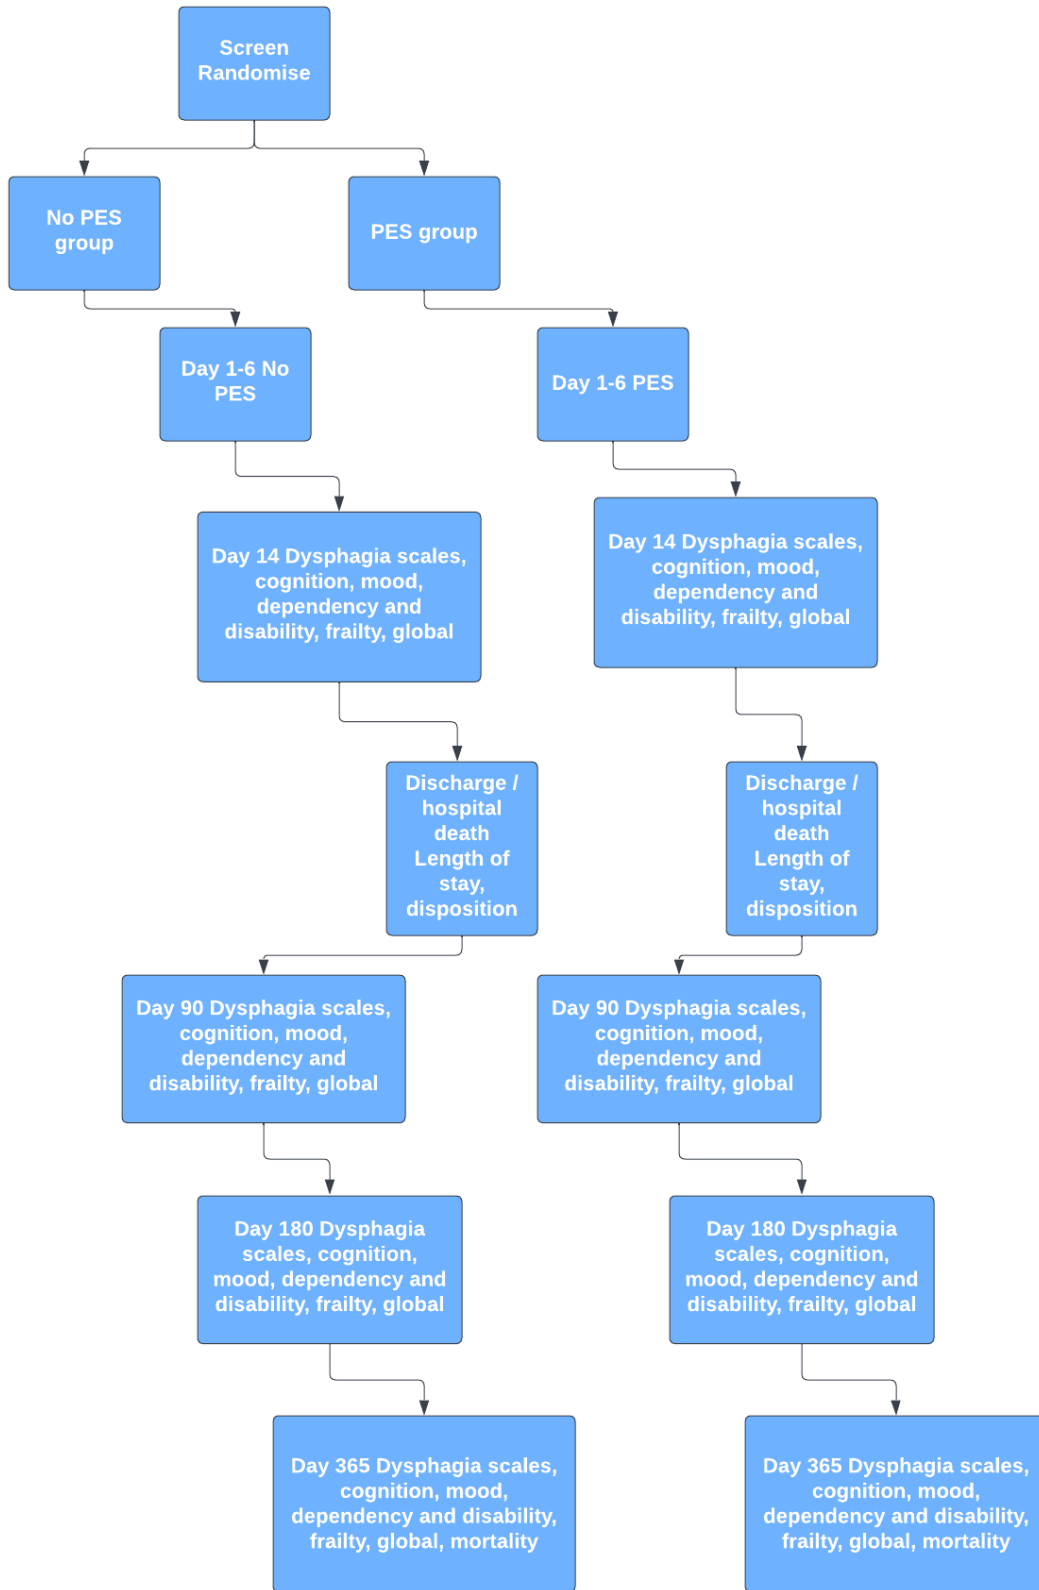 Screen
Randomise
No PES
group
PES group
Day 1-6 No
PES
Day 1-6 PES
Day 14 Dysphagia scales,
cognition, mood,
dependency and
disability, frailty, global
Day 14 Dysphagia scales,
cognition, mood,
dependency and
disability, frailty, global
Discharge /
hospital
death
Length of
stay,
disposition
Discharge /
hospital
death
Length of
stay,
disposition
Day 90 Dysphagia scales,
cognition, mood,
dependency and
disability, frailty, global
Day 90 Dysphagia scales,
cognition, mood,
dependency and
disability, frailty, global
Day 180 Dysphagia
scales, cognition,
mood, dependency and
disability, frailty, global
Day 180 Dysphagia
scales, cognition,
mood, dependency and
disability, frailty, global
Day 365 Dysphagia scales,
cognition, mood,
dependency and disability,
frailty, global, mortality
Day 365 Dysphagia scales,
cognition, mood,
dependency and disability,
frailty, global, mortality